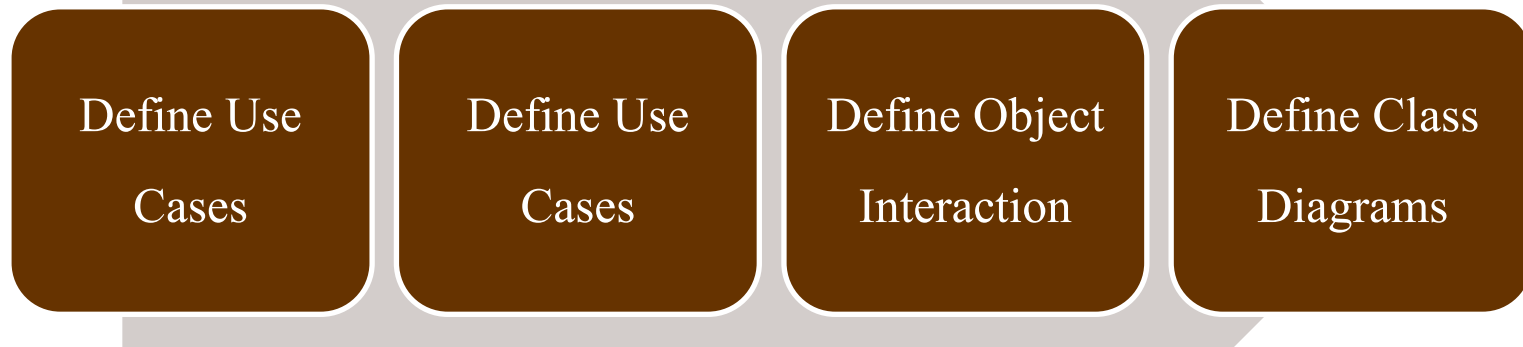 Define Use
Cases
Define Use
Cases
Define Object
Interaction
Define Class
Diagrams